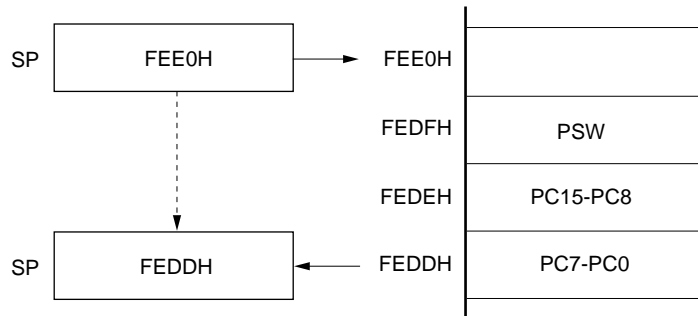 SP FEE0H FEE0H
FEDFH PSW
FEDEH PC15-PC8
SP FEDDH FEDDH PC7-PC0